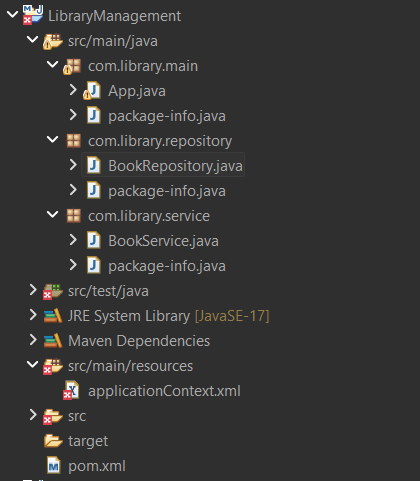 LibraryManagement
src/main/java
com.library.main
App.java
package-info.java
com.library.repository
BookRepository.java
package-info.java
com.library.service
BookService.java
package-info.java
src/test/java
JRE System Library [JavaSE-17]
Maven Dependencies
src/main/resources
applicationContext.xml
src
target
pom.xml